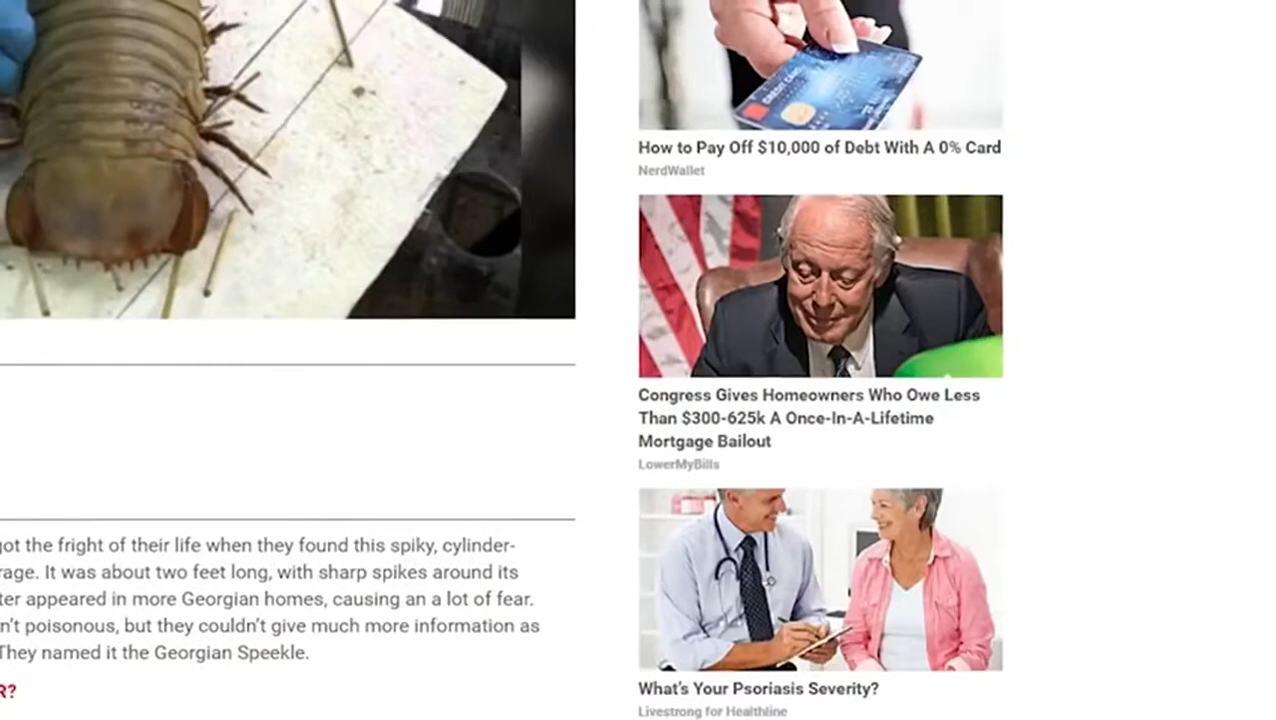 How to Pay Off $10,000 of Debt With A 0% Card
NerdWallet
Congress Gives Homeowners Who Owe Less
Than $300-625k A Once-In-A-Lifetime
Mortgage Bailout
LowerMyBills
got the fright of their life when they found this spiky, cylinder-
rage. It was about two feet long, with sharp spikes around its
ter appeared in more Georgian homes, causing an a lot of fear.
n't poisonous, but they couldn't give much more information as
They named it the Georgian Speekle.
R?
What's Your Psoriasis Severity?
Livestrong for Healthline